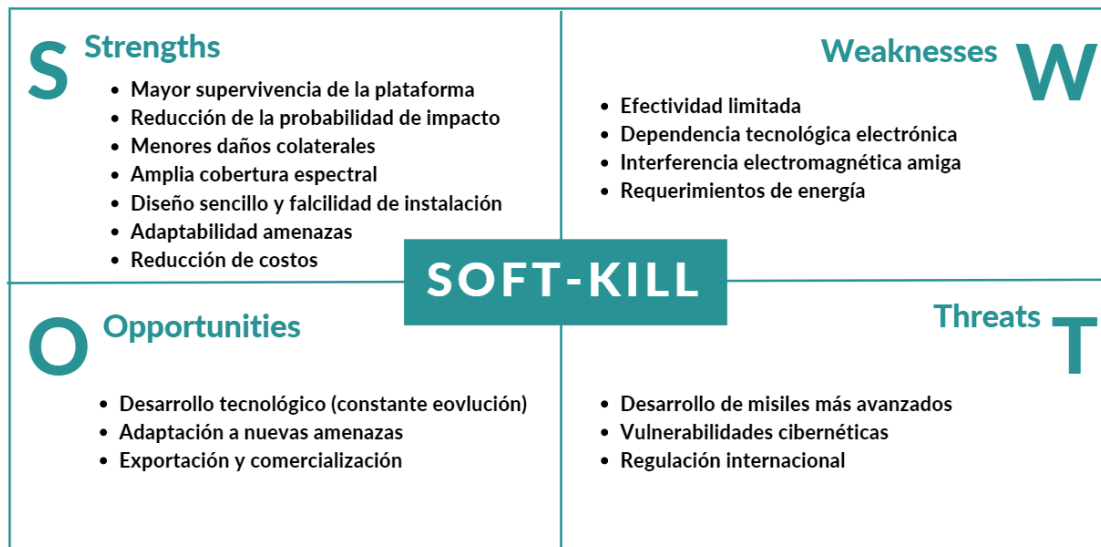 S
Strengths
• Mayor supervivencia de la plataforma
• Reducción de la probabilidad de impacto
• Menores daños colaterales
• Amplia cobertura espectral
• Diseño sencillo y falcilidad de instalación
• Adaptabilidad amenazas
• Reducción de costos
Weaknesses
W
• Efectividad limitada
• Dependencia tecnológica electrónica
• Interferencia electromagnética amiga
• Requerimientos de energía
SOFT-KILL
O
Opportunities
• Desarrollo tecnológico (constante eovlución)
• Adaptación a nuevas amenazas
• Exportación y comercialización
Threats
T
• Desarrollo de misiles más avanzados
• Vulnerabilidades cibernéticas
• Regulación internacional